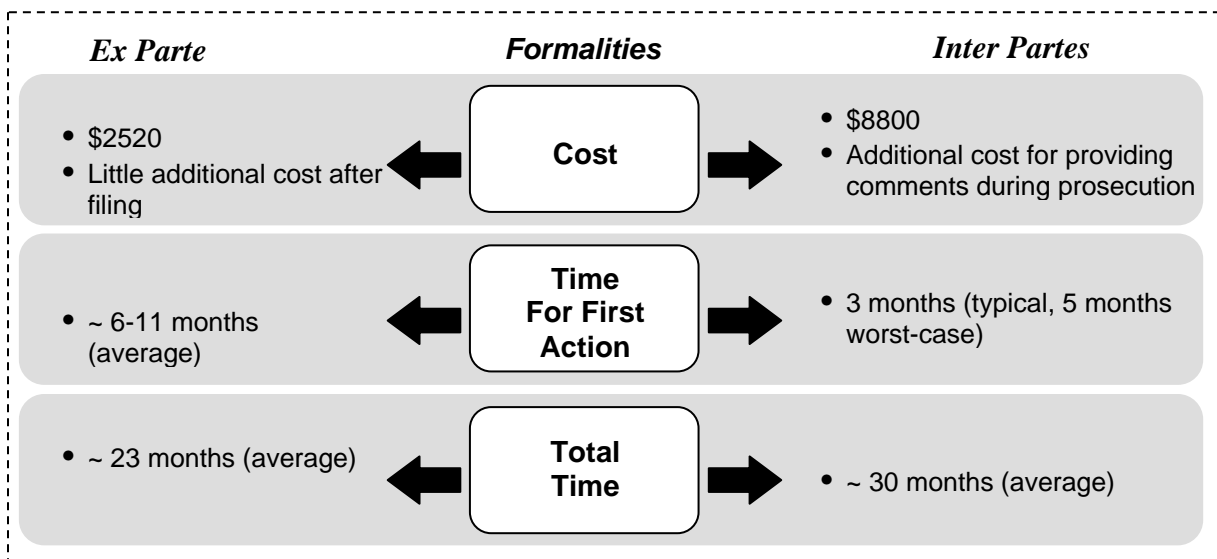 Ex Parte
Formalities
Inter Partes
• $2520
• Little additional cost after
filing
Cost
• $8800
• Additional cost for providing
comments during prosecution
• ~ 6-11 months
(average)
Time
For First
Action
• 3 months (typical, 5 months
worst-case)
• ~ 23 months (average)
Total
Time
• ~ 30 months (average)